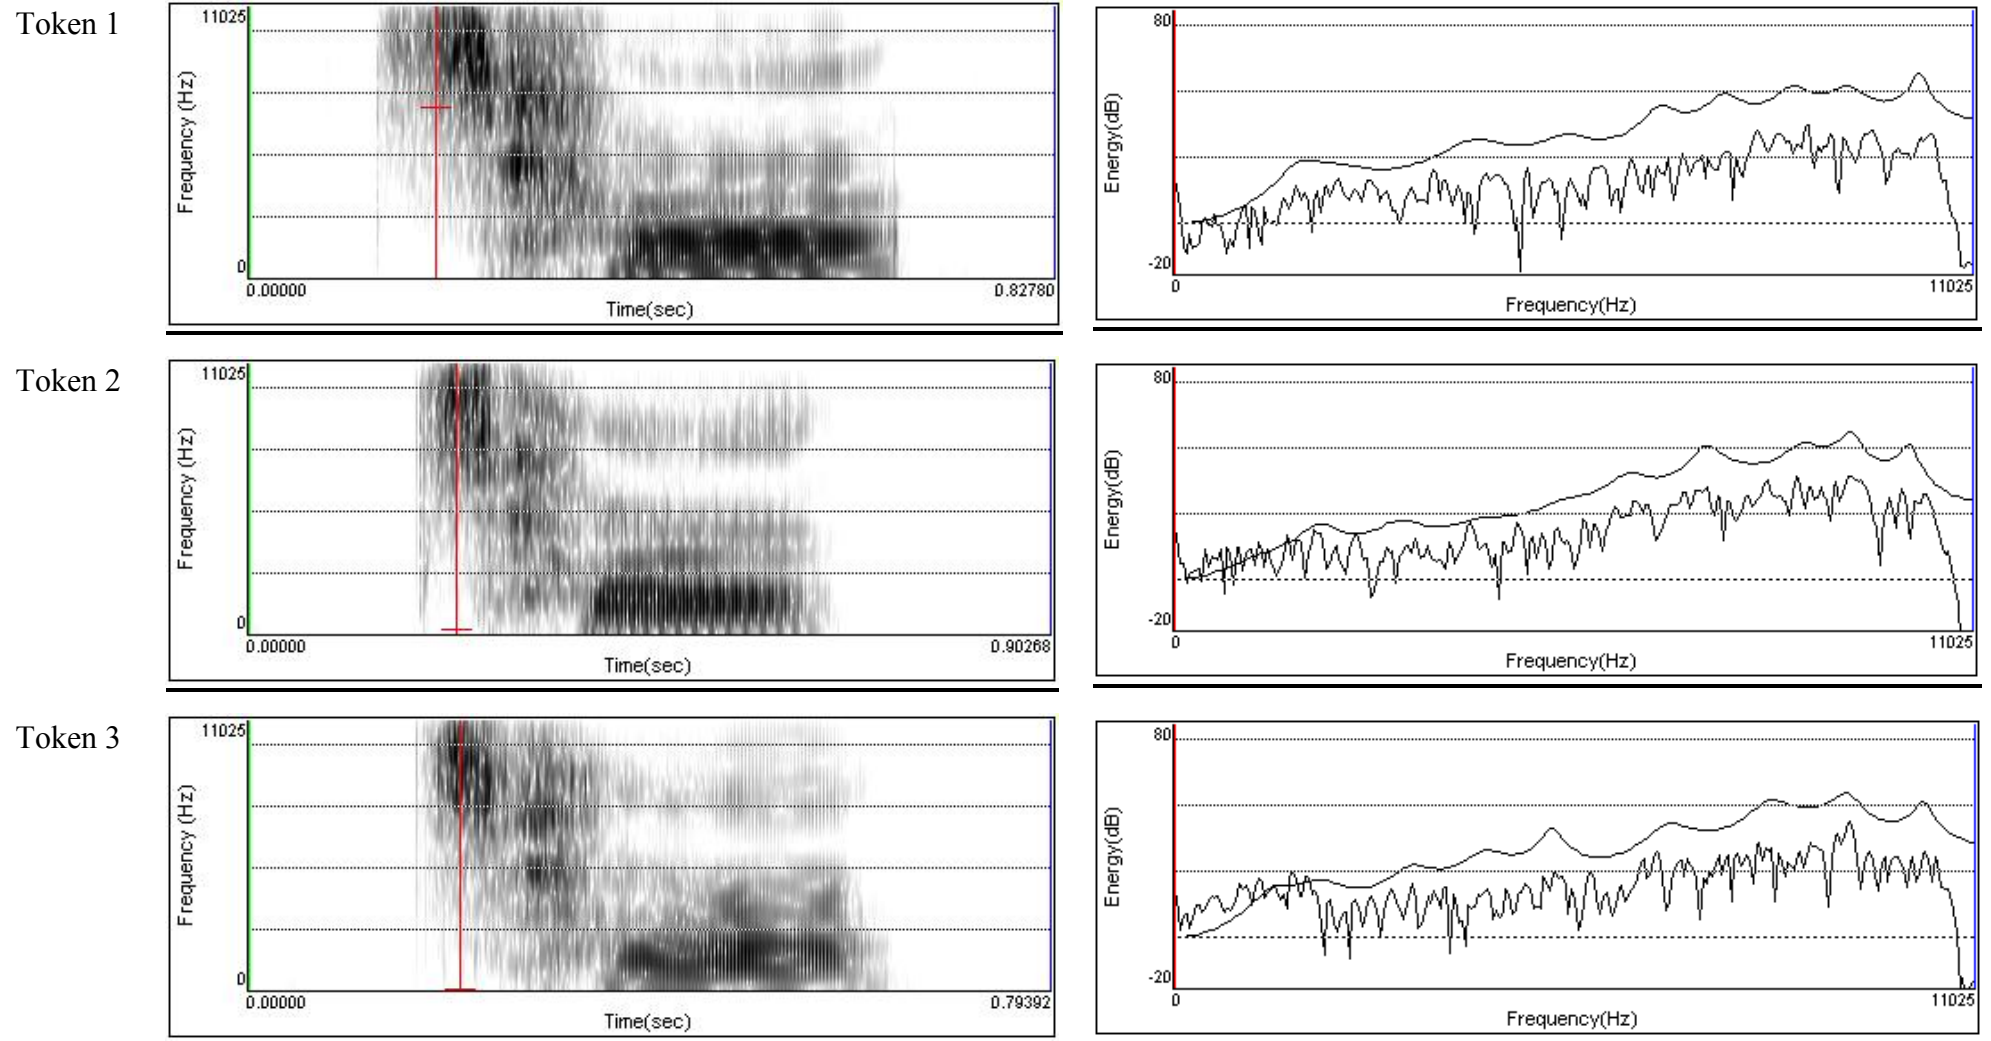 Token 1
11025
Frequency (Hz)
0
0.00000
0.82780
Time(sec)
80
Energy(dB)
-20
0
11025
Frequency(Hz)
Token 2
11025
Frequency (Hz)
0
0.00000
0.90268
Time(sec)
80
Energy(dB)
-20
0
11025
Frequency(Hz)
Token 3
11025
Frequency (Hz)
0
0.00000
0.79392
Time(sec)
80
Energy(dB)
-20
0
11025
Frequency(Hz)